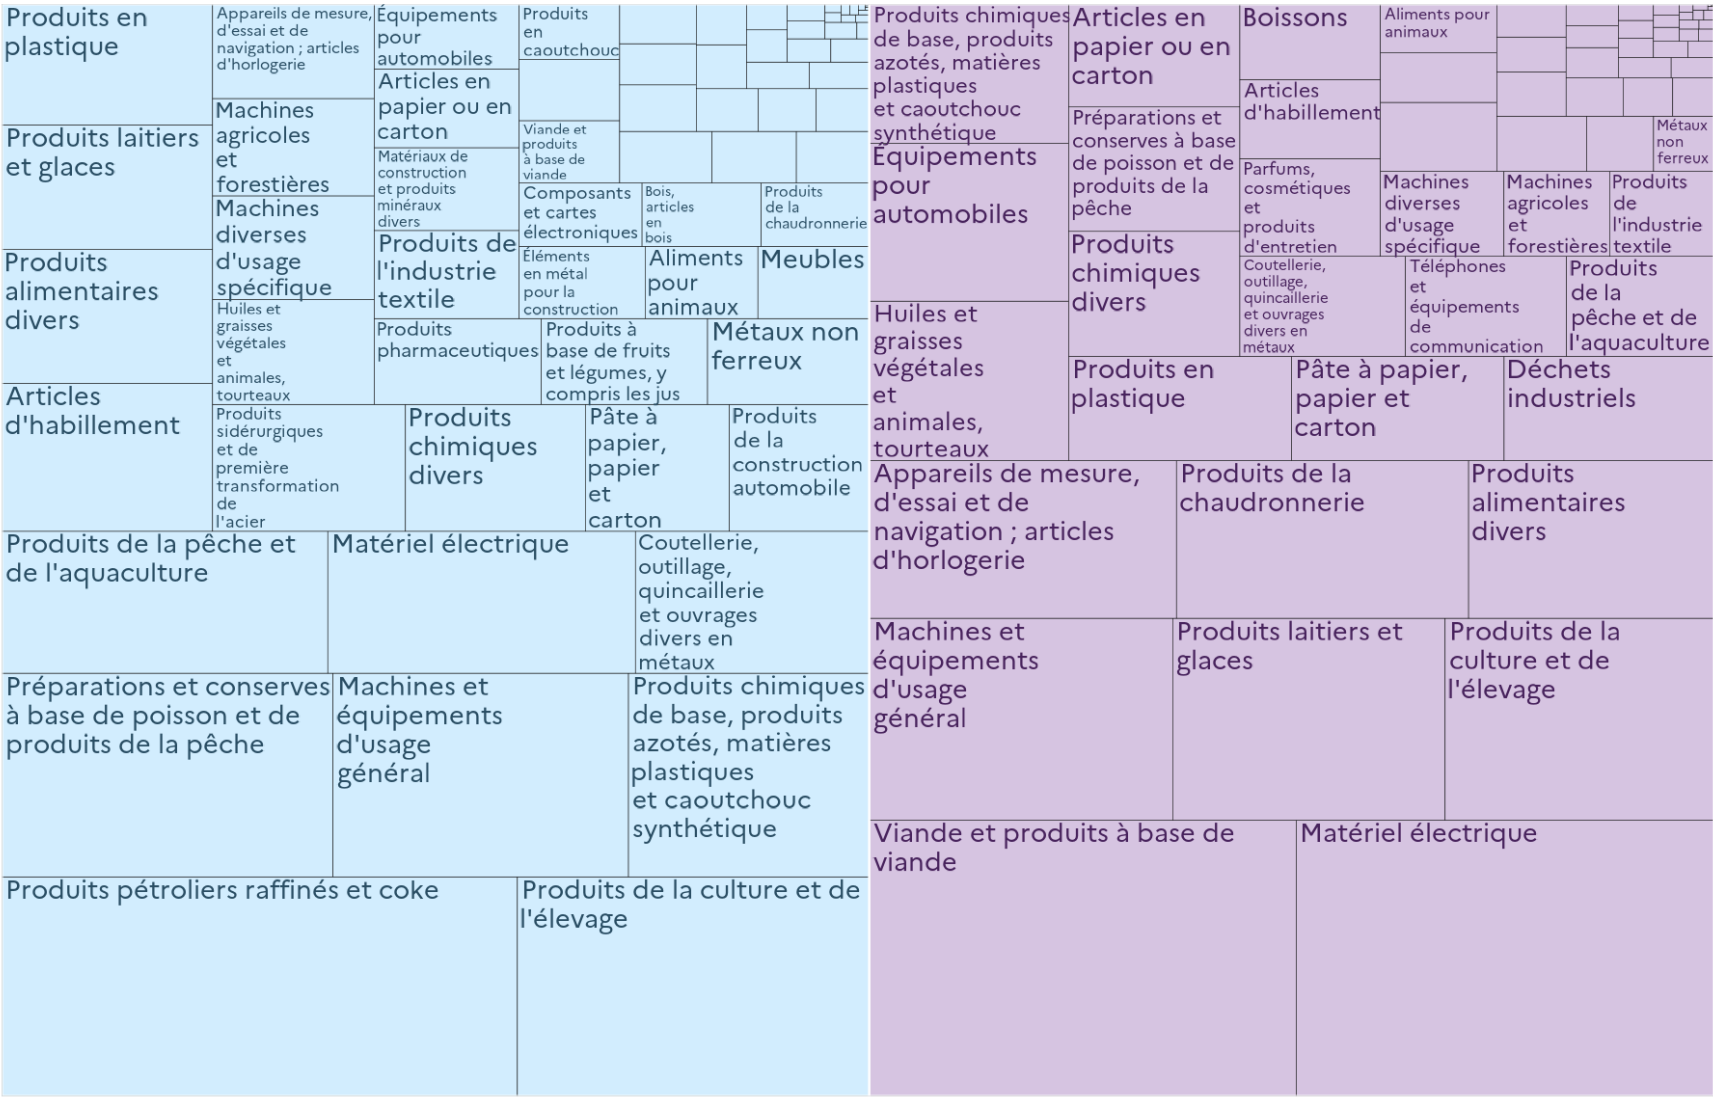 Produits en
plastique
Produits laitiers
et glaces
Produits
alimentaires
divers
Articles
d'habillement
Appareils de mesure,
d'essai et de
navigation ; articles
d'horlogerie
Machines
agricoles
et
forestières
Machines
diverses
d'usage
spécifique
Huiles et
graisses
végétales
et
animales,
tourteaux
Équipements
pour
automobiles
Articles en
papier ou en
carton
Matériaux de
construction
et produits
minéraux
divers
Produits de
l'industrie
textile
Produits
en
caoutchouc
Viande et
produits
à base de
viande
Composants
et cartes
électroniques
Bois,
articles
en
bois
Produits
de la
chaudronnerie
Éléments
en métal
pour la
construction
Aliments
pour
animaux
Meubles
Produits
pharmaceutiques
Produits à
base de fruits
et légumes, y
compris les jus
Métaux non
ferreux
Produits
sidérurgiques
et de
première
transformation
de
l'acier
Produits
chimiques
divers
Pâte à
papier,
papier
et
carton
Produits
de la
construction
automobile
Produits de la pêche et
de l'aquaculture
Matériel électrique
Coutellerie,
outillage,
quincaillerie
et ouvrages
divers en
métaux
Préparations et conserves
à base de poisson et de
produits de la pêche
Machines et
équipements
d'usage
général
Produits chimiques
de base, produits
azotés, matières
plastiques
et caoutchouc
synthétique
Produits pétroliers raffinés et coke
Produits de la culture et de
l'élevage
Produits chimiques
de base, produits
azotés, matières
plastiques
et caoutchouc
synthétique
Équipements
pour
automobiles
Huiles et
graisses
végétales
et
animales,
tourteaux
Articles en
papier ou en
carton
Préparations et
conserves à base
de poisson et de
produits de la
pêche
Produits
chimiques
divers
Boissons
Articles
d'habillement
Parfums,
cosmétiques
et
produits
d'entretien
Aliments pour
animaux
Métaux
non
ferreux
Machines
diverses
d'usage
spécifique
Machines
agricoles
et
forestières
Produits
de
l'industrie
textile
Coutellerie,
outillage,
quincaillerie
et ouvrages
divers en
métaux
Téléphones
et
équipements
de
communication
Produits
de la
pêche et de
l'aquaculture
Produits en
plastique
Pâte à papier,
papier et
carton
Déchets
industriels
Appareils de mesure,
d'essai et de
navigation ; articles
d'horlogerie
Produits de la
chaudronnerie
Produits
alimentaires
divers
Machines et
équipements
d'usage
général
Produits laitiers et
glaces
Produits de la
culture et de
l'élevage
Viande et produits à base de
viande
Matériel électrique